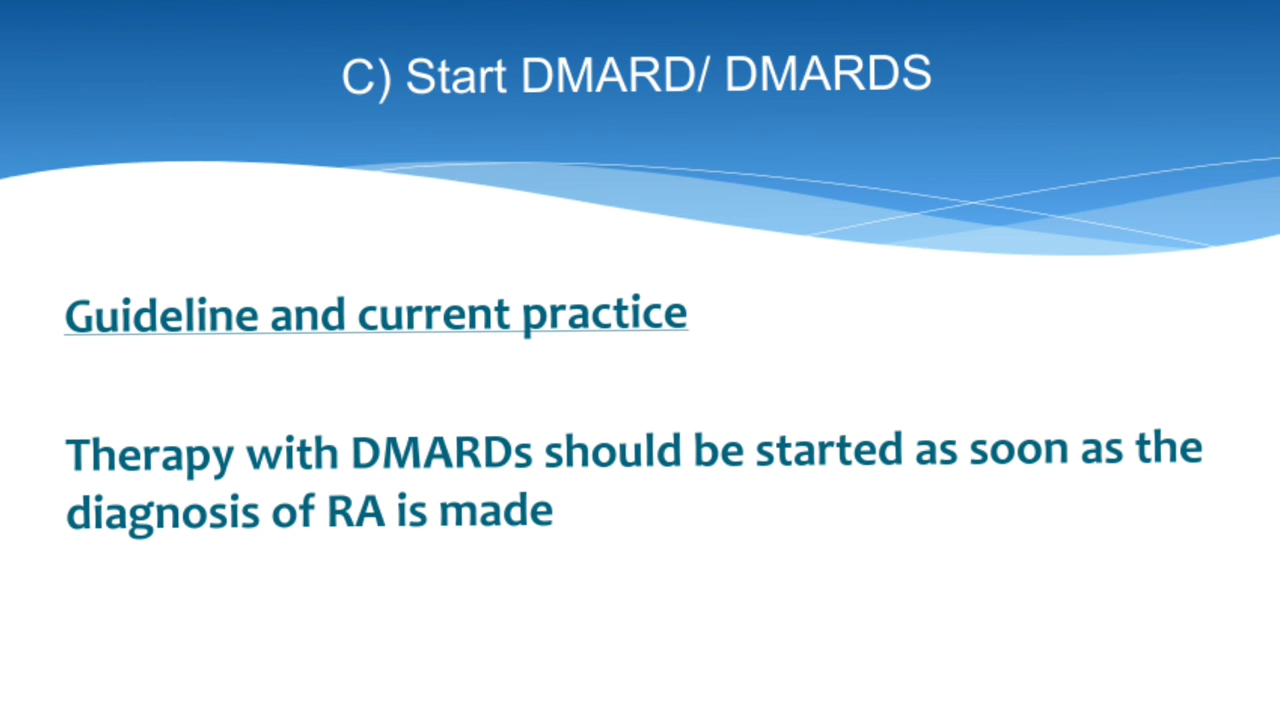 C) Start DMARD/ DMARDS
Guideline and current practice
Therapy with DMARDs should be started as soon as the
diagnosis of RA is made